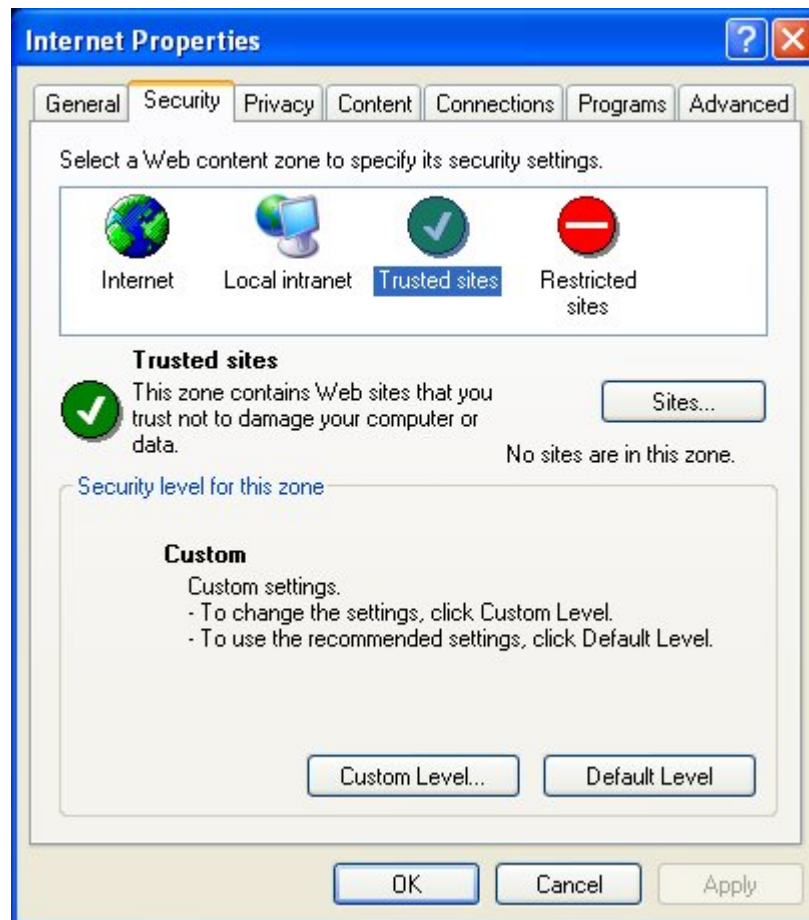 Internet Properties
General Security Privacy Content Connections Programs Advanced
Select a Web content zone to specify its security settings.
Internet Local intranet Trusted sites Restricted
sites
Trusted sites
This zone contains Web sites that you
trust not to damage your computer or
data.
Sites...
No sites are in this zone.
Security level for this zone
Custom
Custom settings.
- To change the settings, click Custom Level.
- To use the recommended settings, click Default Level.
Custom Level... Default Level
OK Cancel Apply